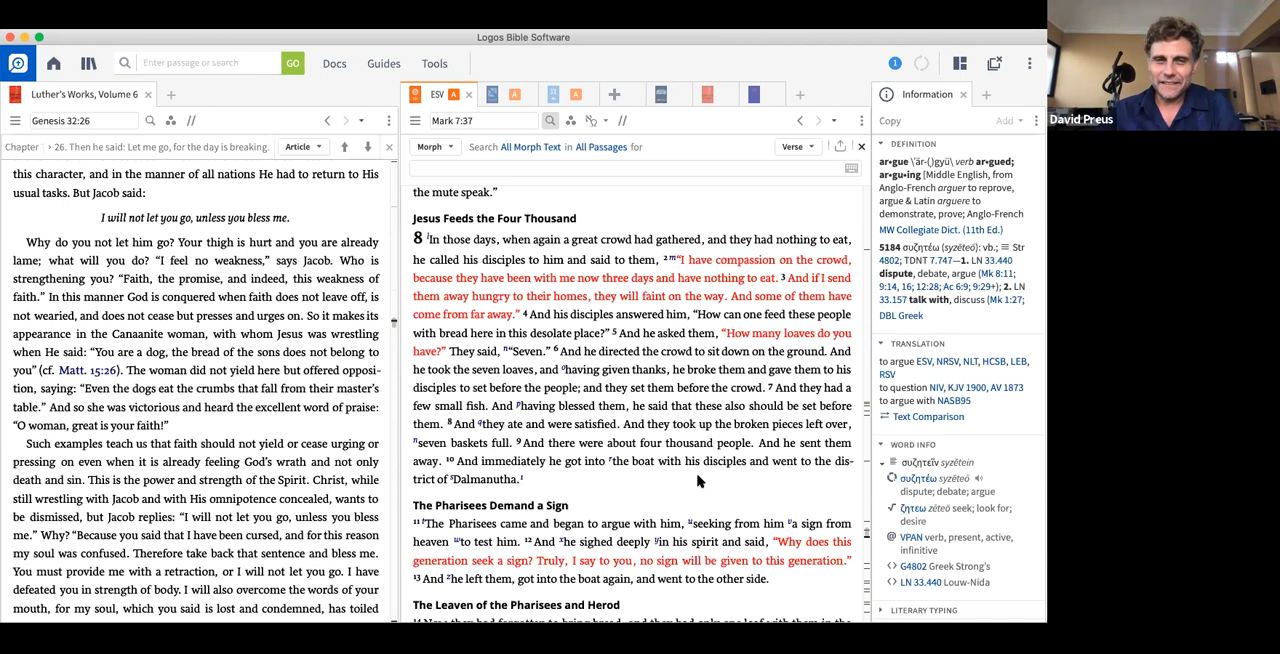 Logos Bible Software
Enter passage or search
GO
Docs
Guides
Tools
1
Luther's Works, Volume 6
Genesis 32:26
Chapter › 26. Then he said: Let me go, for the day is breaking.
Article
this character, and in the manner of all nations He had to return to His
usual tasks. But Jacob said:
I will not let you go, unless you bless me.
Why do you not let him go? Your thigh is hurt and you are already
lame; what will you do? “I feel no weakness,” says Jacob. Who is
strengthening you? “Faith, the promise, and indeed, this weakness of
faith.” In this manner God is conquered when faith does not leave off, is
not wearied, and does not cease but presses and urges on. So it makes its
appearance in the Canaanite woman, with whom Jesus was wrestling
when He said: “You are a dog, the bread of the sons does not belong to
you” (cf. Matt. 15:26). The woman did not yield here but offered opposi-
tion, saying: “Even the dogs eat the crumbs that fall from their master’s
table.” And so she was victorious and heard the excellent word of praise:
“O woman, great is your faith!”
Such examples teach us that faith should not yield or cease urging or
pressing on even when it is already feeling God’s wrath and not only
death and sin. This is the power and strength of the Spirit. Christ, while
still wrestling with Jacob and with His omnipotence concealed, wants to
be dismissed, but Jacob replies: “I will not let you go, unless you bless
me.” Why? “Because you said that I have been cursed, and for this reason
my soul was confused. Therefore take back that sentence and bless me.
You must provide me with a retraction, or I will not let you go. I have
defeated you in strength of body. I will also overcome the words of your
mouth, for my soul, which you said is lost and condemned, has toiled
ESV A
A
A
Mark 7:37
Morph
Search All Morph Text in All Passages for
Verse
the mute speak.”
Jesus Feeds the Four Thousand
8 lIn those days, when again a great crowd had gathered, and they had nothing to eat,
he called his disciples to him and said to them, 2 m“I have compassion on the crowd,
because they have been with me now three days and have nothing to eat. 3 And if I send
them away hungry to their homes, they will faint on the way. And some of them have
come from far away.” 4 And his disciples answered him, “How can one feed these people
with bread here in this desolate place?” 5 And he asked them, “How many loaves do you
have?” They said, n“Seven.” 6 And he directed the crowd to sit down on the ground. And
he took the seven loaves, and ohaving given thanks, he broke them and gave them to his
disciples to set before the people; and they set them before the crowd. 7 And they had a
few small fish. And phaving blessed them, he said that these also should be set before
them. 8 And qthey ate and were satisfied. And they took up the broken pieces left over,
nseven baskets full. 9 And there were about four thousand people. And he sent them
away. 10 And immediately he got into rthe boat with his disciples and went to the dis-
trict of sDalmanutha.1
The Pharisees Demand a Sign
11 tThe Pharisees came and began to argue with him, useeking from him va sign from
heaven wto test him. 12 And xhe sighed deeply yin his spirit and said, “Why does this
generation seek a sign? Truly, I say to you, no sign will be given to this generation.”
13 And zhe left them, got into the boat again, and went to the other side.
The Leaven of the Pharisees and Herod
14 Now they had forgotten to bring bread, and they had only one loaf with them in the
Information
Copy
Add
DEFINITION
ar•gue \ˈär-(ˌ)gyü\ verb ar•gued;
ar•gu•ing [Middle English, from
Anglo-French arguer to reprove,
argue & Latin arguere to
demonstrate, prove; Anglo-French
MW Collegiate Dict. (11th Ed.)
5184 συζητέω (syzēteō): vb.; ≡ Str
4802; TDNT 7.747—1. LN
33.440 dispute, debate, argue (Mk 8:11;
9:14, 16; 12:28; Ac 6:9; 9:29+); 2. LN
33.157 talk with, discuss (Mk 1:27;
DBL Greek
TRANSLATION
to argue ESV, NRSV, NLT, HCSB, LEB,
RSV
to question NIV, KJV 1900, AV 1873
to argue with NASB95
Text Comparison
WORD INFO
συζητεῖν syzētein
συζητέω syzēteō
dispute; debate; argue
ζητεω zēteō seek; look for;
desire
@ VPAN verb, present, active,
infinitive
G4802 Greek Strong's
LN 33.440 Louw-Nida
LITERARY TYPING
David Preus